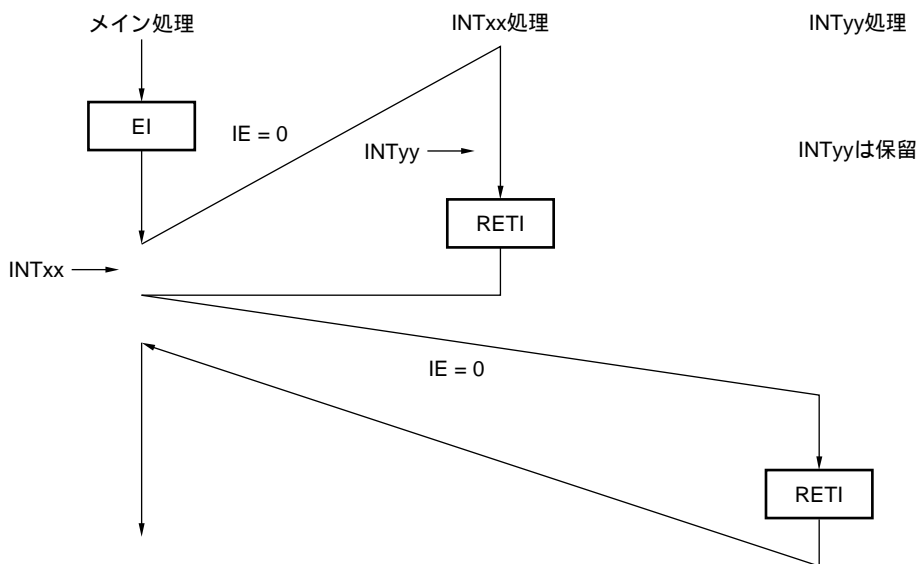 メイン処理
INTxx処理
INTyy処理
EI
IE = 0
INTyy
INTyyは保留
RETI
INTxx
IE = 0
RETI